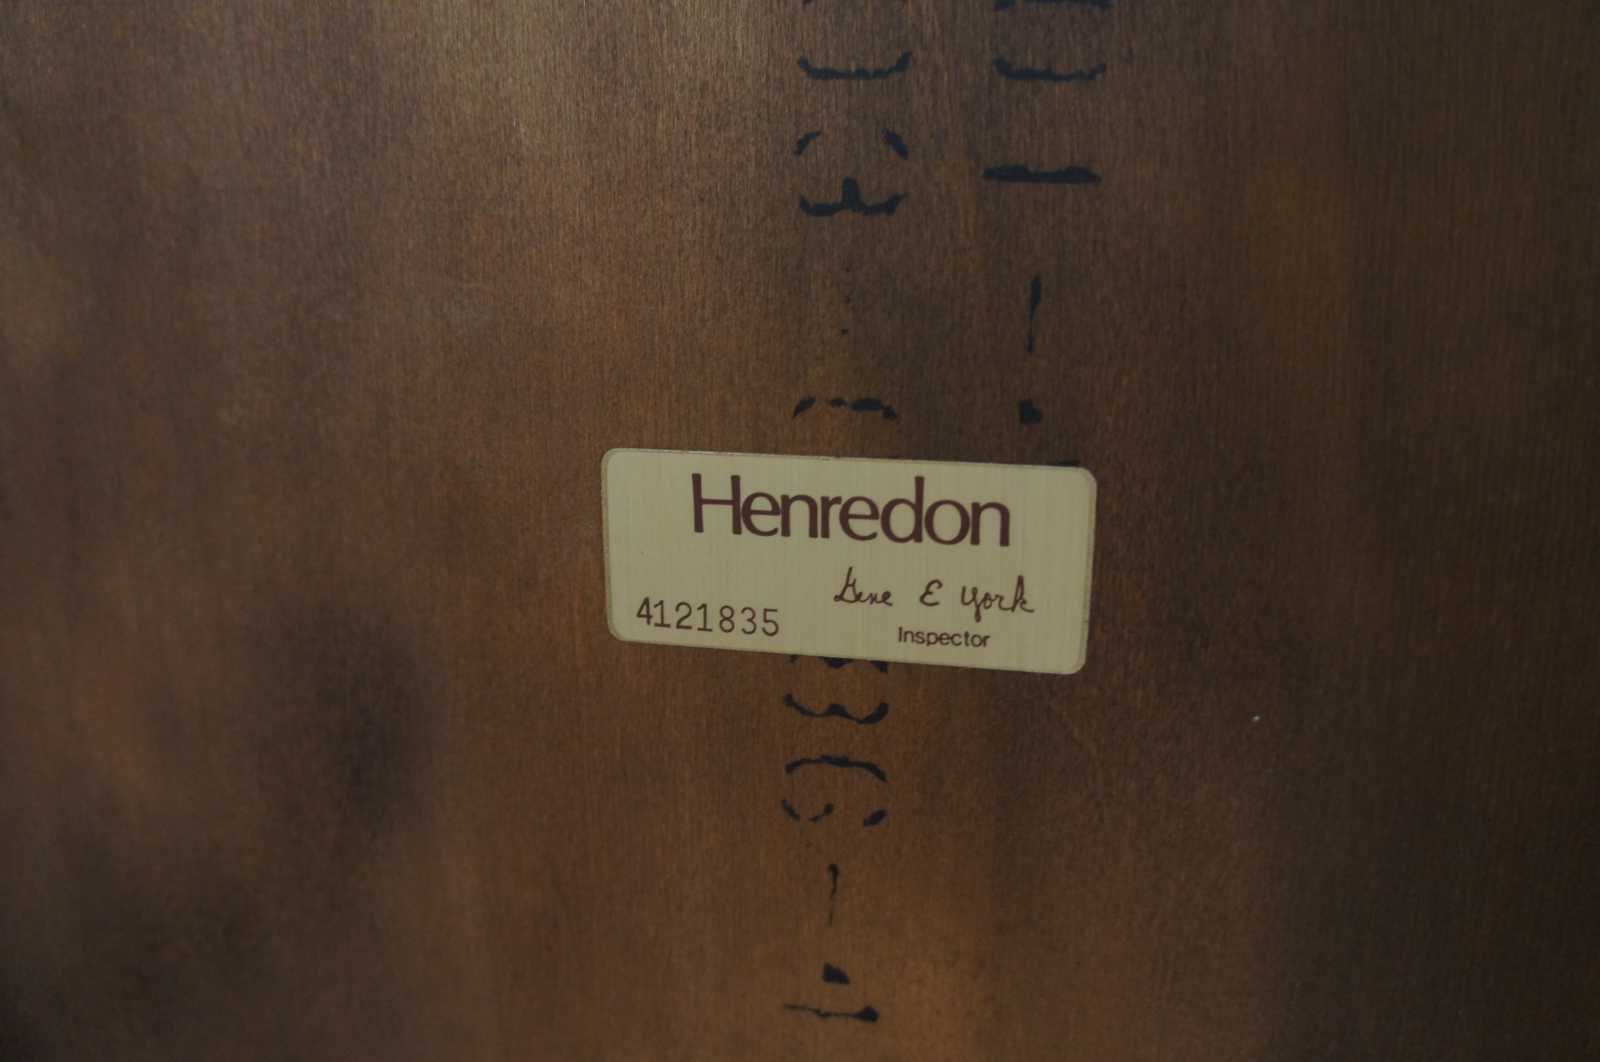 Henredon
Gene E York
4121835
Inspector